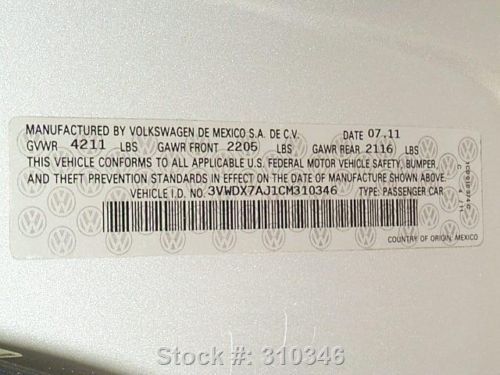 MANUFACTURED BY VOLKSWAGEN DE MEXICO S.A. DE C.V. DATE 07.11
GVWR 4211 LBS GAWR FRONT 2205 LBS GAWR REAR 2116 LBS
THIS VEHICLE CONFORMS TO ALL APPLICABLE U.S. FEDERAL MOTOR VEHICLE SAFETY, BUMPER,
AND THEFT PREVENTION STANDARDS IN EFFECT ON THE DATE OF MANUFACTURE SHOWN ABOVE.
VEHICLE I.D. NO. 3VWDX7AJ1CM310346 TYPE: PASSENGER CAR
COUNTRY OF ORIGIN: MEXICO
Stock #: 310346